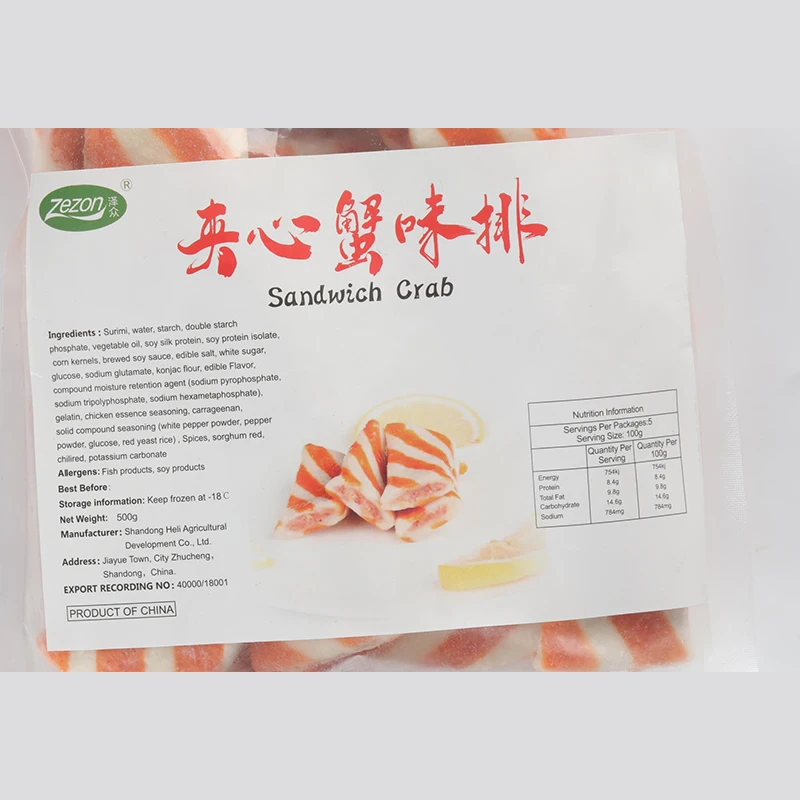 zezon 泽众 ®
夹心蟹味排
Sandwich Crab
Ingredients : Surimi, water, starch, double starch
phosphate, vegetable oil, soy silk protein, soy protein isolate,
corn kernels, brewed soy sauce, edible salt, white sugar,
glucose, sodium glutamate, konjac flour, edible Flavor,
compound moisture retention agent (sodium pyrophosphate,
sodium tripolyphosphate, sodium hexametaphosphate),
gelatin, chicken essence seasoning, carrageenan,
solid compound seasoning (white pepper powder, pepper
powder, glucose, red yeast rice) , Spices, sorghum red,
chilired, potassium carbonate
Allergens: Fish products, soy products
Best Before :
Storage information: Keep frozen at -18℃
Net Weight: 500g
Manufacturer: Shandong Heli Agricultural
Development Co., Ltd.
Address: Jiayue Town, City Zhucheng,
Shandong, China.
EXPORT RECORDING NO: 40000/18001
PRODUCT OF CHINA
Nutrition Information
Servings Per Packages:5
Serving Size: 100g
Quantity Per Serving Quantity Per 100g
Energy 754kj 754kj
Protein 8.4g 8.4g
Total Fat 9.8g 9.8g
Carbohydrate 14.6g 14.6g
Sodium 784mg 784mg